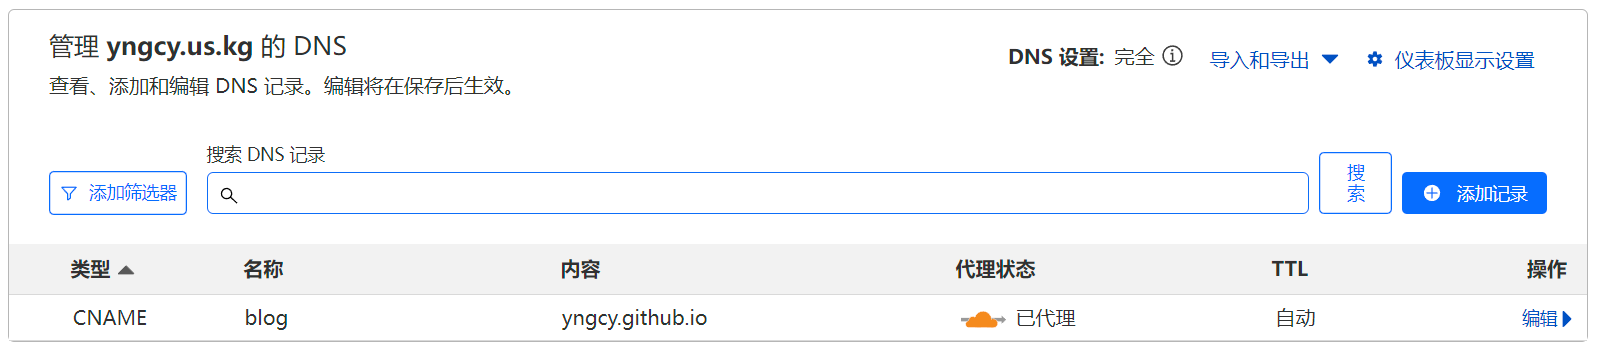 管理 yngcy.us.kg 的 DNS
查看、添加和编辑 DNS 记录。编辑将在保存后生效。
DNS 设置: 完全
导入和导出
仪表板显示设置
搜索 DNS 记录
添加筛选器
搜索
添加记录
类型 名称 内容 代理状态 TTL 操作
CNAME blog yngcy.github.io 已代理 自动 编辑